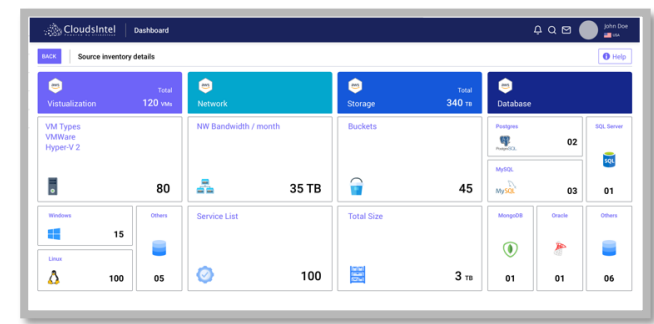 CloudsIntel Dashboard
John Doe
USA
BACK Source inventory details Help
Vistualization Total 120 VMs
Network
Storage Total 340 TB
Database
VM Types
VMWare
Hyper-V 2
80
NW Bandwidth / month
35 TB
Buckets
45
Postgres
PostgreSQL
02
MySQL
MySQL
03
SQL Server
SQL
01
Windows
15
Linux
100
Others
05
Service List
100
Total Size
3 TB
MongoDB
01
Oracle
01
Others
06